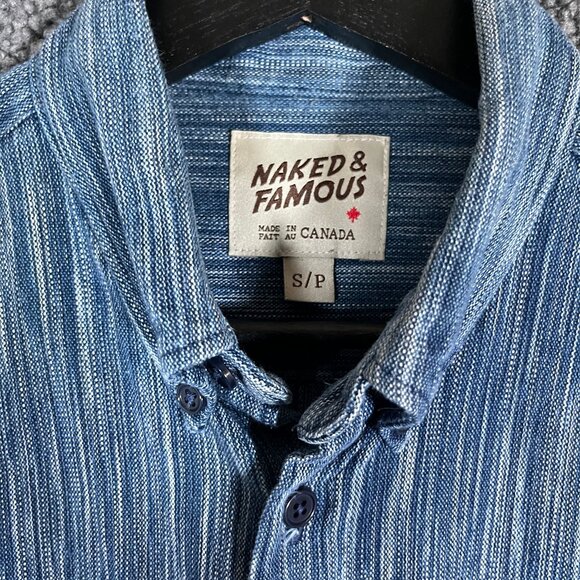 NAKED &
FAMOUS
MADE IN
FAIT AU CANADA
S/P